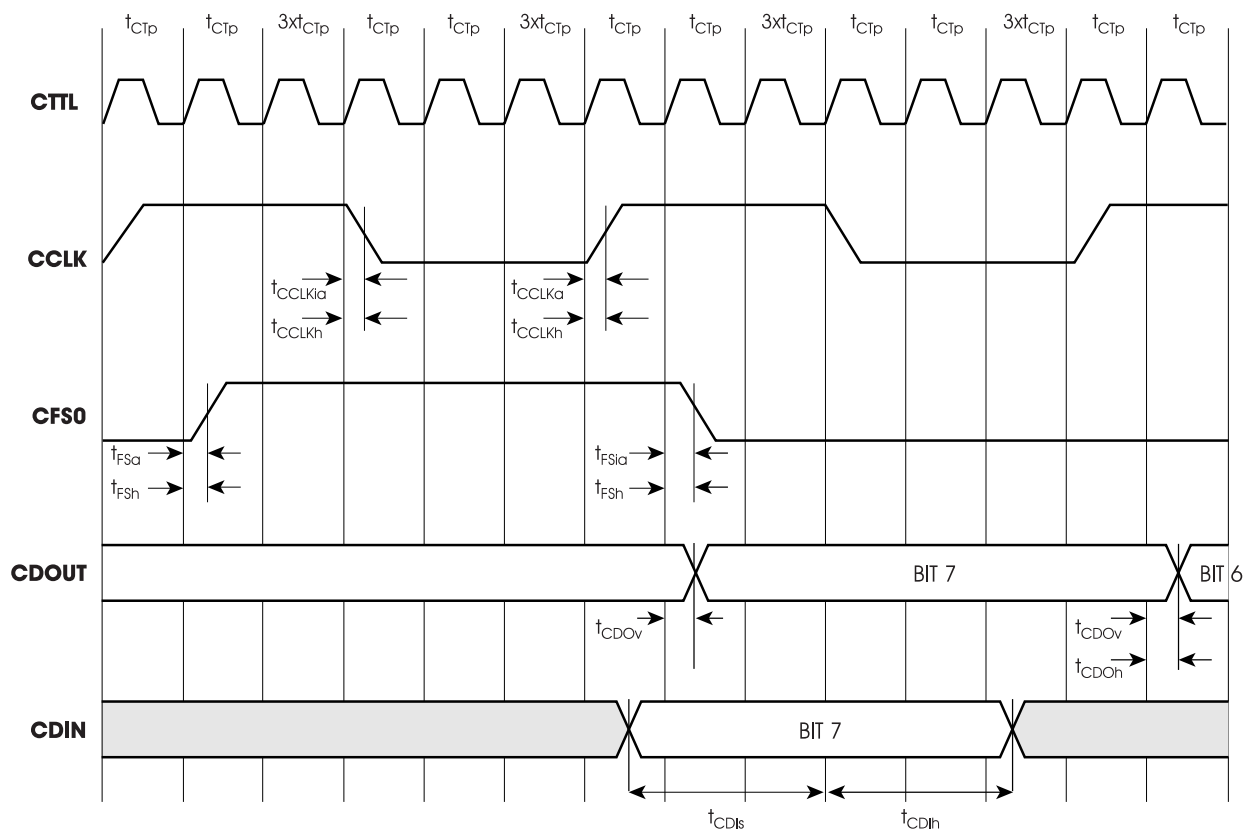 tCTp tCTp 3xtCTp tCTp tCTp 3xtCTp tCTp tCTp 3xtCTp tCTp tCTp 3xtCTp tCTp tCTp
CTTL
CCLK
tCCLKia tCCLKa
tCCLKh tCCLKh
CFS0
tFSa tFSia
tFSh tFSh
CDOUT BIT 7 BIT 6
tCDOv tCDOv
tCDOh
CDIN BIT 7
tCDIs tCDIh